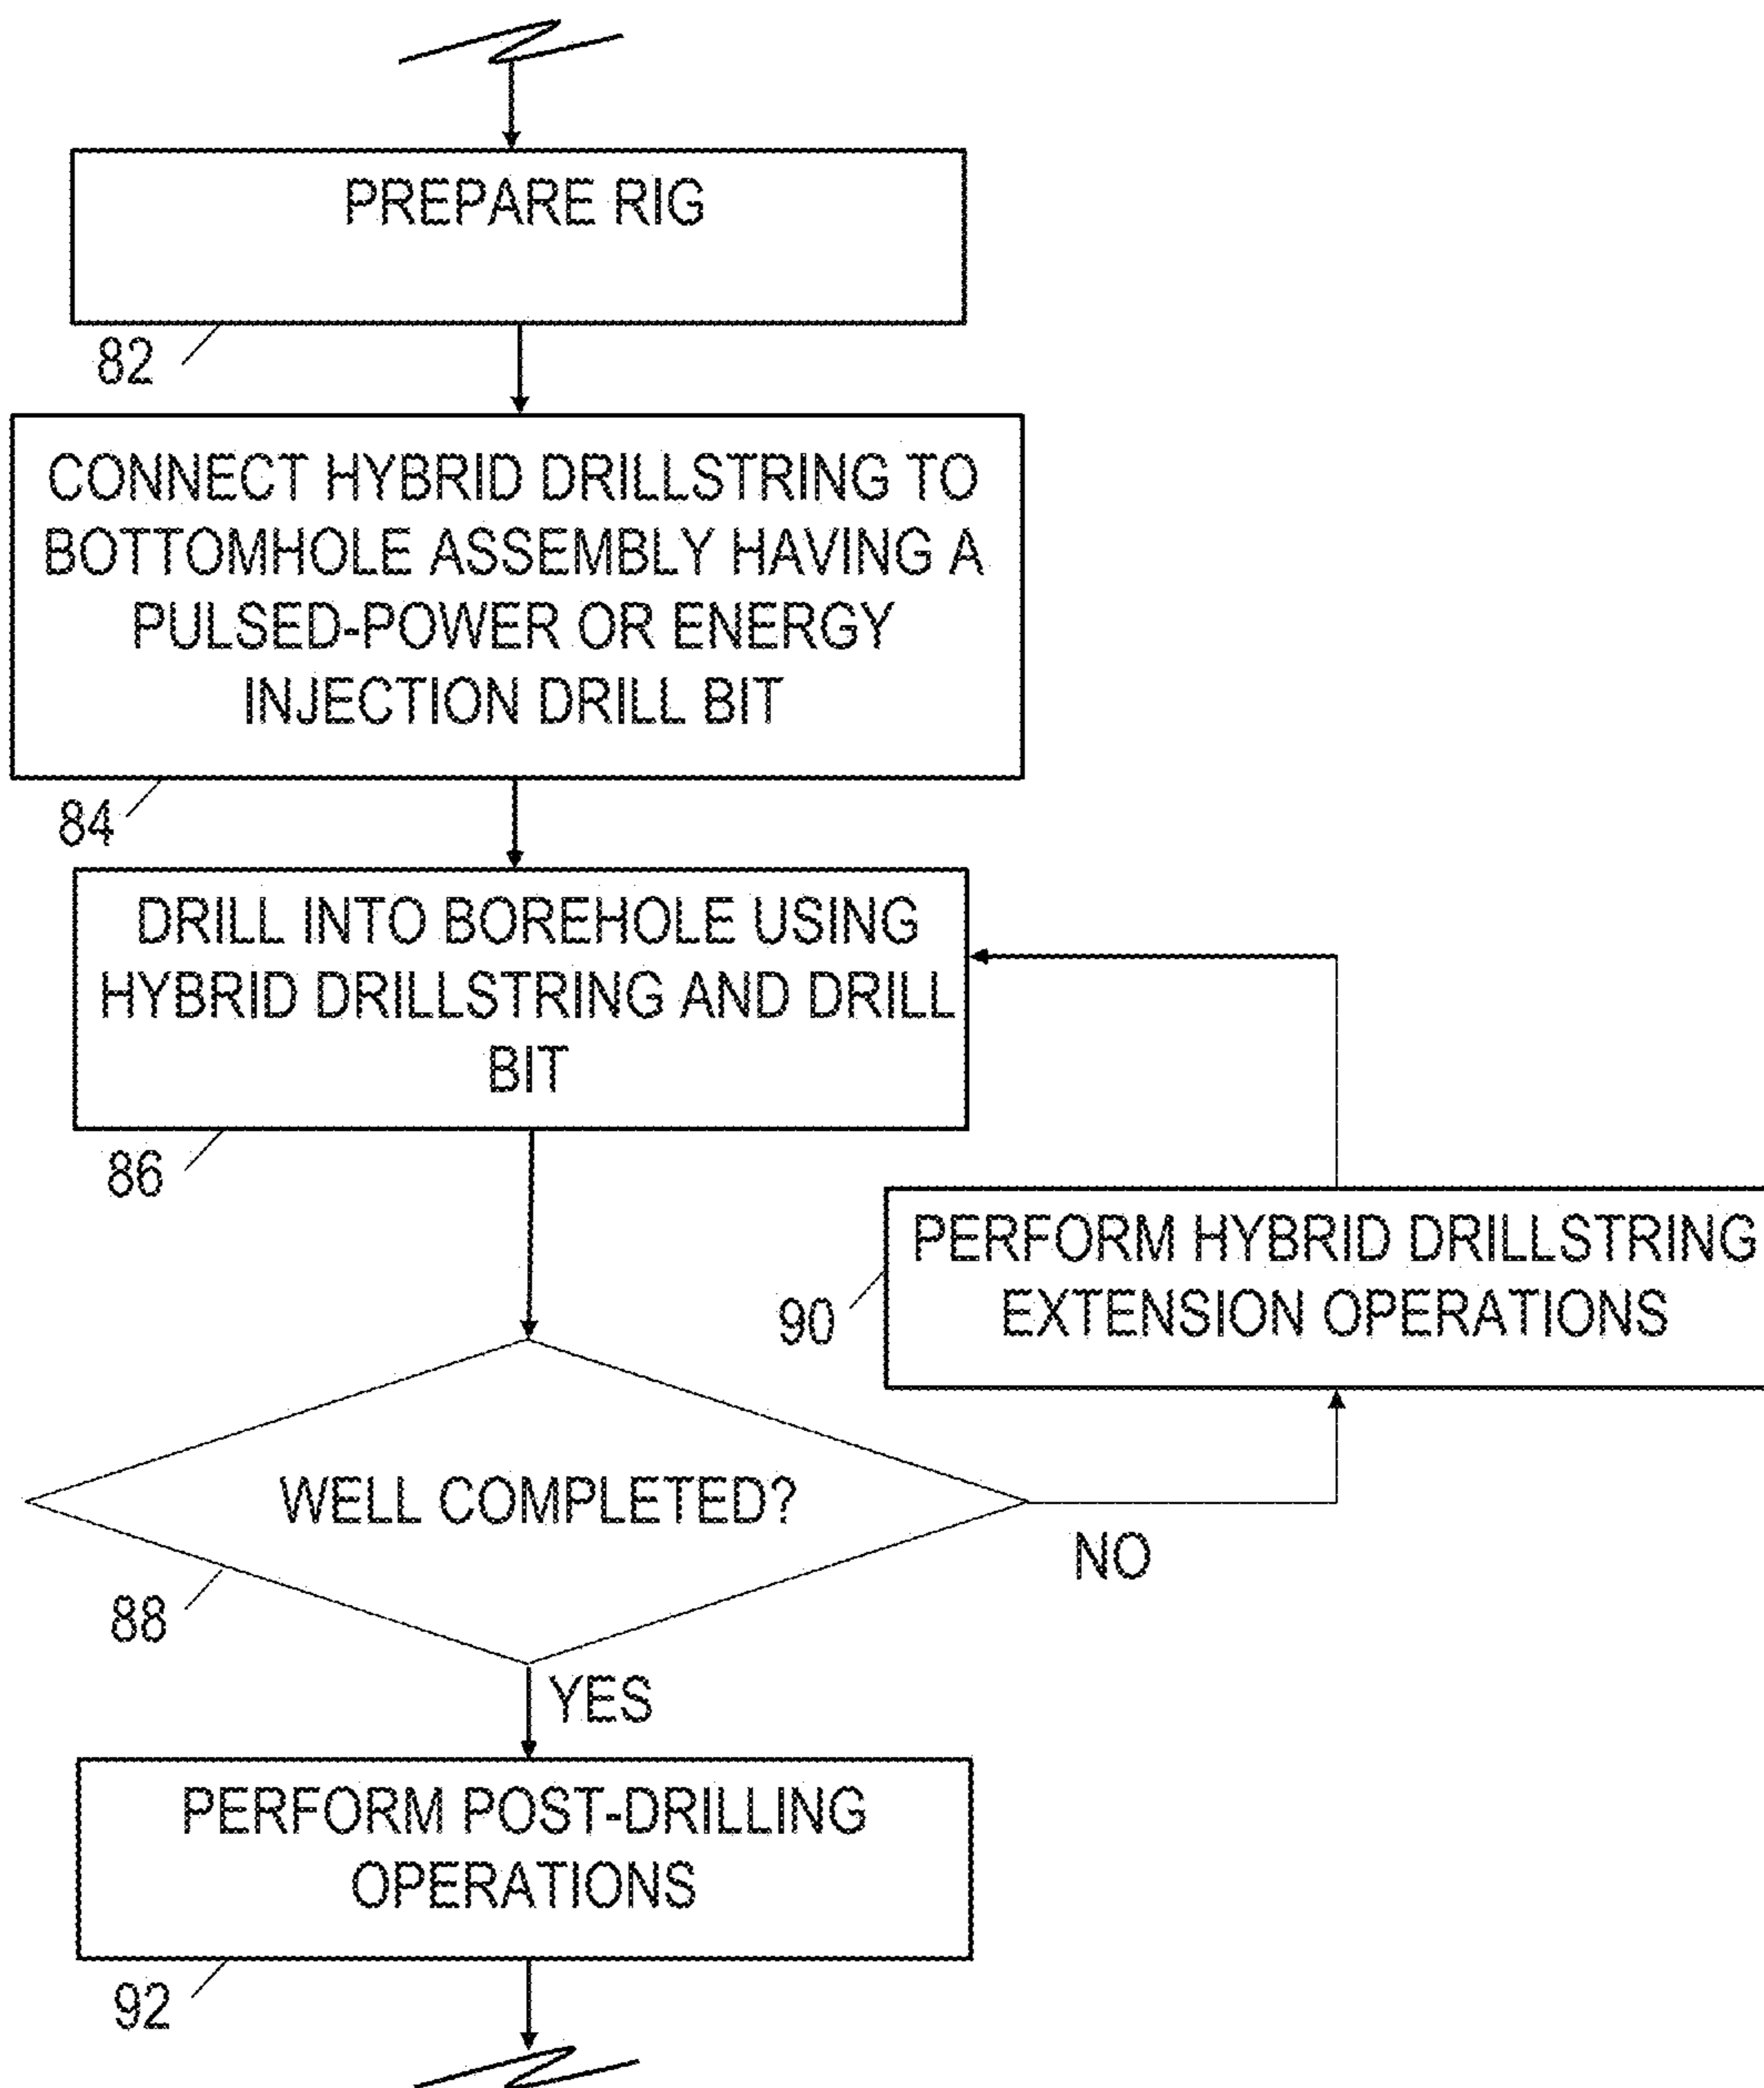 PREPARE RIG
82
CONNECT HYBRID DRILLSTRING TO
BOTTOMHOLE ASSEMBLY HAVING A
PULSED-POWER OR ENERGY
INJECTION DRILL BIT
84
DRILL INTO BOREHOLE USING
HYBRID DRILLSTRING AND DRILL
BIT
86
PERFORM HYBRID DRILLSTRING
EXTENSION OPERATIONS
90
WELL COMPLETED?
NO
88
YES
PERFORM POST-DRILLING
OPERATIONS
92